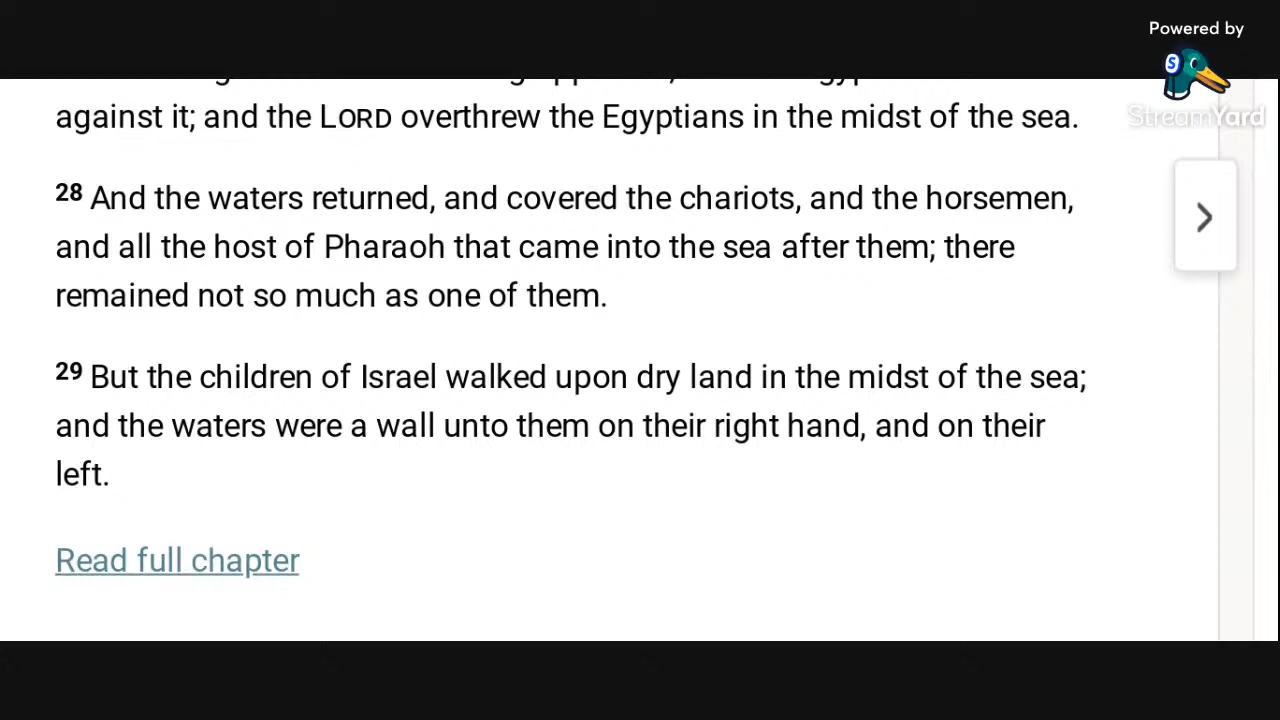 Powered by
StreamYard
against it; and the LORD overthrew the Egyptians in the midst of the sea.
28 And the waters returned, and covered the chariots, and the horsemen,
and all the host of Pharaoh that came into the sea after them; there
remained not so much as one of them.
29 But the children of Israel walked upon dry land in the midst of the sea;
and the waters were a wall unto them on their right hand, and on their
left.
Read full chapter